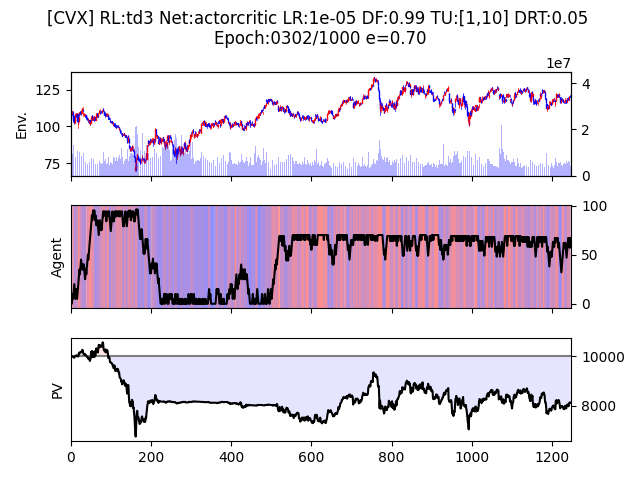 [CVX] RL:td3 Net:actorcritic LR:1e-05 DF:0.99 TU:[1,10] DRT:0.05
Epoch:0302/1000 e=0.70
1e7
Env.
125
100
75
4
2
0
Agent
100
50
0
PV
10000
8000
0 200 400 600 800 1000 1200